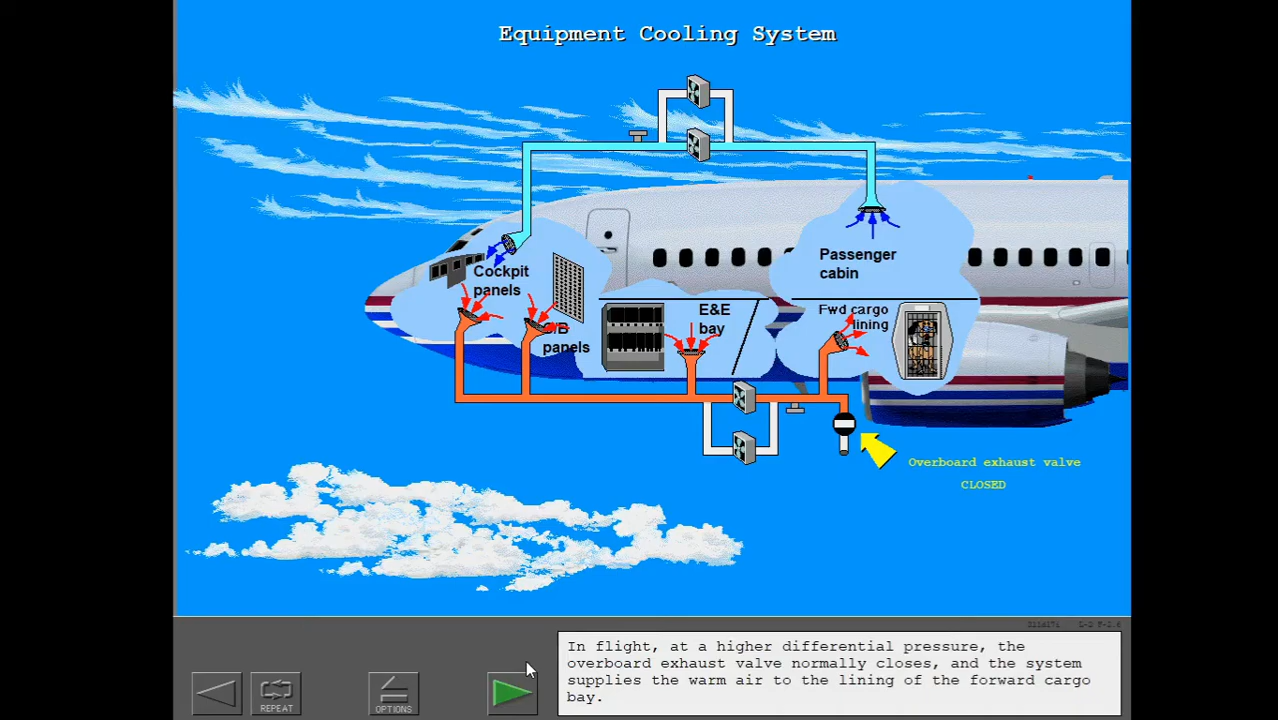 Equipment Cooling System
Passenger
cabin
Cockpit
panels
E&E
bay
Fwd cargo
lining
C/B
panels
Overboard exhaust valve
CLOSED
In flight, at a higher differential pressure, the
overboard exhaust valve normally closes, and the system
supplies the warm air to the lining of the forward cargo
bay.
REPEAT
OPTIONS